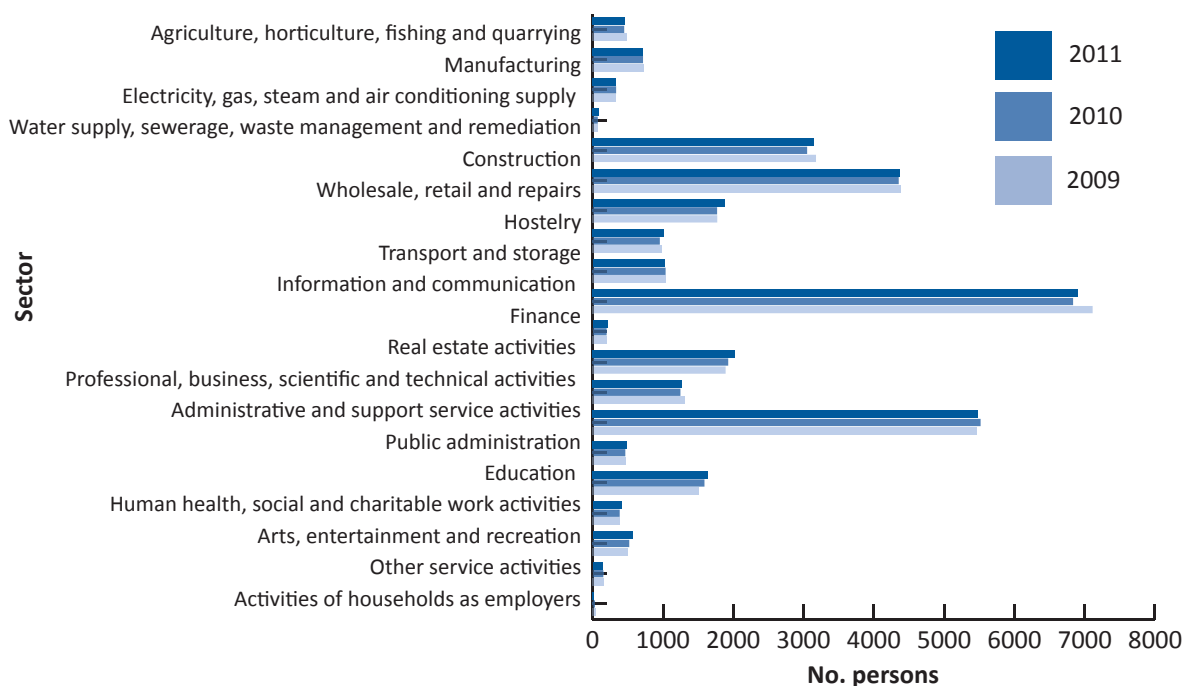 Agriculture, horticulture, fishing and quarrying
Manufacturing
Electricity, gas, steam and air conditioning supply
Water supply, sewerage, waste management and remediation
Construction
Wholesale, retail and repairs
Hostelry
Transport and storage
Information and communication
Finance
Real estate activities
Professional, business, scientific and technical activities
Administrative and support service activities
Public administration
Education
Human health, social and charitable work activities
Arts, entertainment and recreation
Other service activities
Activities of households as employers
Sector
2011
2010
2009
0 1000 2000 3000 4000 5000 6000 7000 8000
No. persons